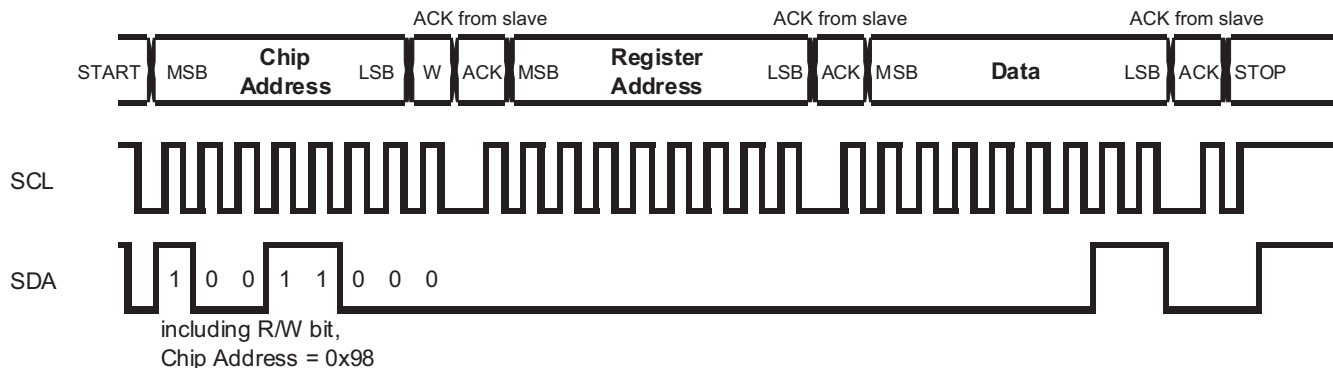 ACK from slave ACK from slave ACK from slave
START MSB Chip Address LSB W ACK MSB Register Address LSB ACK MSB Data LSB ACK STOP
SCL
SDA 1 0 0 1 1 0 0 0
including R/W bit,
Chip Address = 0x98